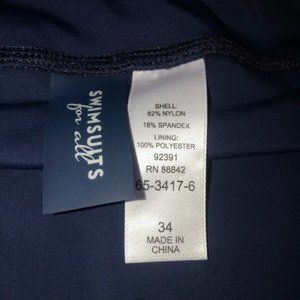 SWIMSUITS
for all
SHELL:
82% NYLON
18% SPANDEX
LINING:
100% POLYESTER
92391
RN 88842
65-3417-6
34
MADE IN
CHINA